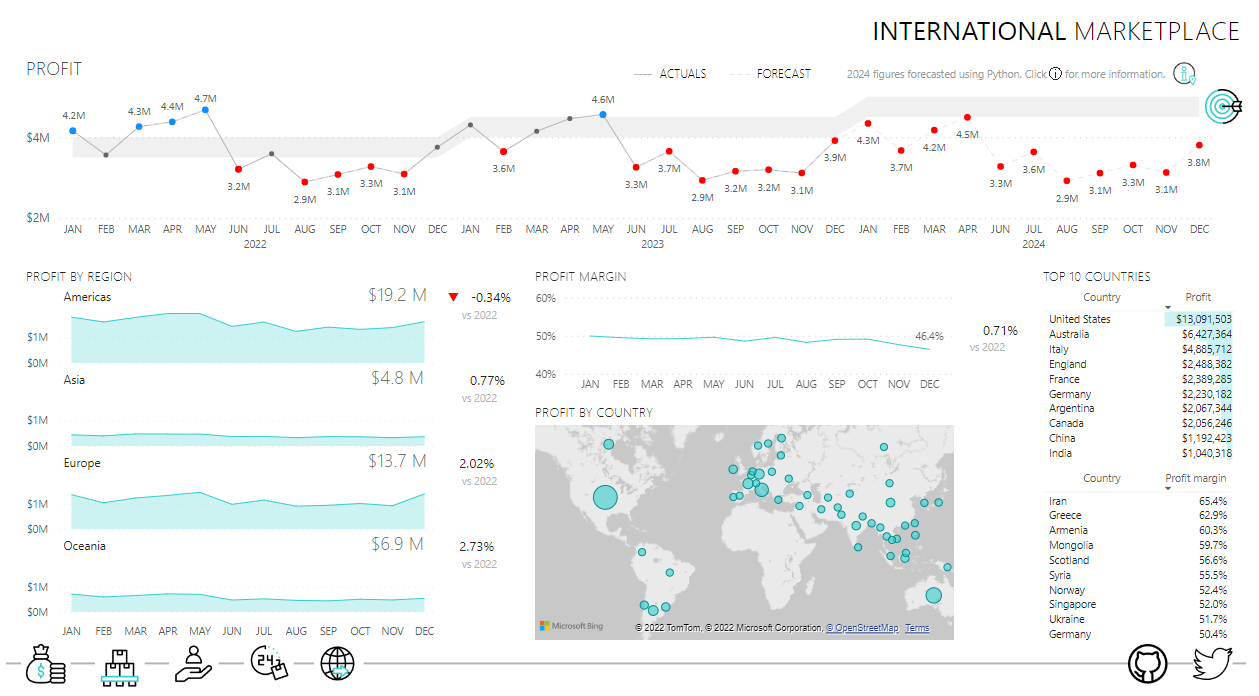 INTERNATIONAL MARKETPLACE
PROFIT
ACTUALS FORECAST 2024 figures forecasted using Python. Click for more information.
4.2M 4.3M 4.4M 4.7M 3.2M 2.9M 3.1M 3.3M 3.1M 3.6M 4.6M 3.3M 3.7M 2.9M 3.2M 3.2M 3.1M 3.9M 4.3M 3.7M 4.2M 4.5M 3.3M 3.6M 2.9M 3.1M 3.3M 3.1M 3.8M
$4M
$2M
JAN FEB MAR APR MAY JUN JUL AUG SEP OCT NOV DEC JAN FEB MAR APR MAY JUN JUL AUG SEP OCT NOV DEC JAN FEB MAR APR MAY JUN JUL AUG SEP OCT NOV DEC
2022 2023 2024
PROFIT BY REGION
Americas $19.2 M -0.34%
vs 2022
$1M
$0M
Asia $4.8 M 0.77%
vs 2022
$1M
$0M
Europe $13.7 M 2.02%
vs 2022
$1M
$0M
Oceania $6.9 M 2.73%
vs 2022
$1M
$0M
JAN FEB MAR APR MAY JUN JUL AUG SEP OCT NOV DEC
24
PROFIT MARGIN
60%
50%
40%
46.4%
0.71%
vs 2022
JAN FEB MAR APR MAY JUN JUL AUG SEP OCT NOV DEC
PROFIT BY COUNTRY
Microsoft Bing
© 2022 TomTom, © 2022 Microsoft Corporation, © OpenStreetMap Terms
TOP 10 COUNTRIES
Country Profit
United States $13,091,503
Australia $6,427,364
Italy $4,885,712
England $2,488,382
France $2,389,285
Germany $2,230,182
Argentina $2,067,344
Canada $2,056,246
China $1,192,423
India $1,040,318
Country Profit margin
Iran 65.4%
Greece 62.9%
Armenia 60.3%
Mongolia 59.7%
Scotland 56.6%
Syria 55.5%
Norway 52.4%
Singapore 52.0%
Ukraine 51.7%
Germany 50.4%